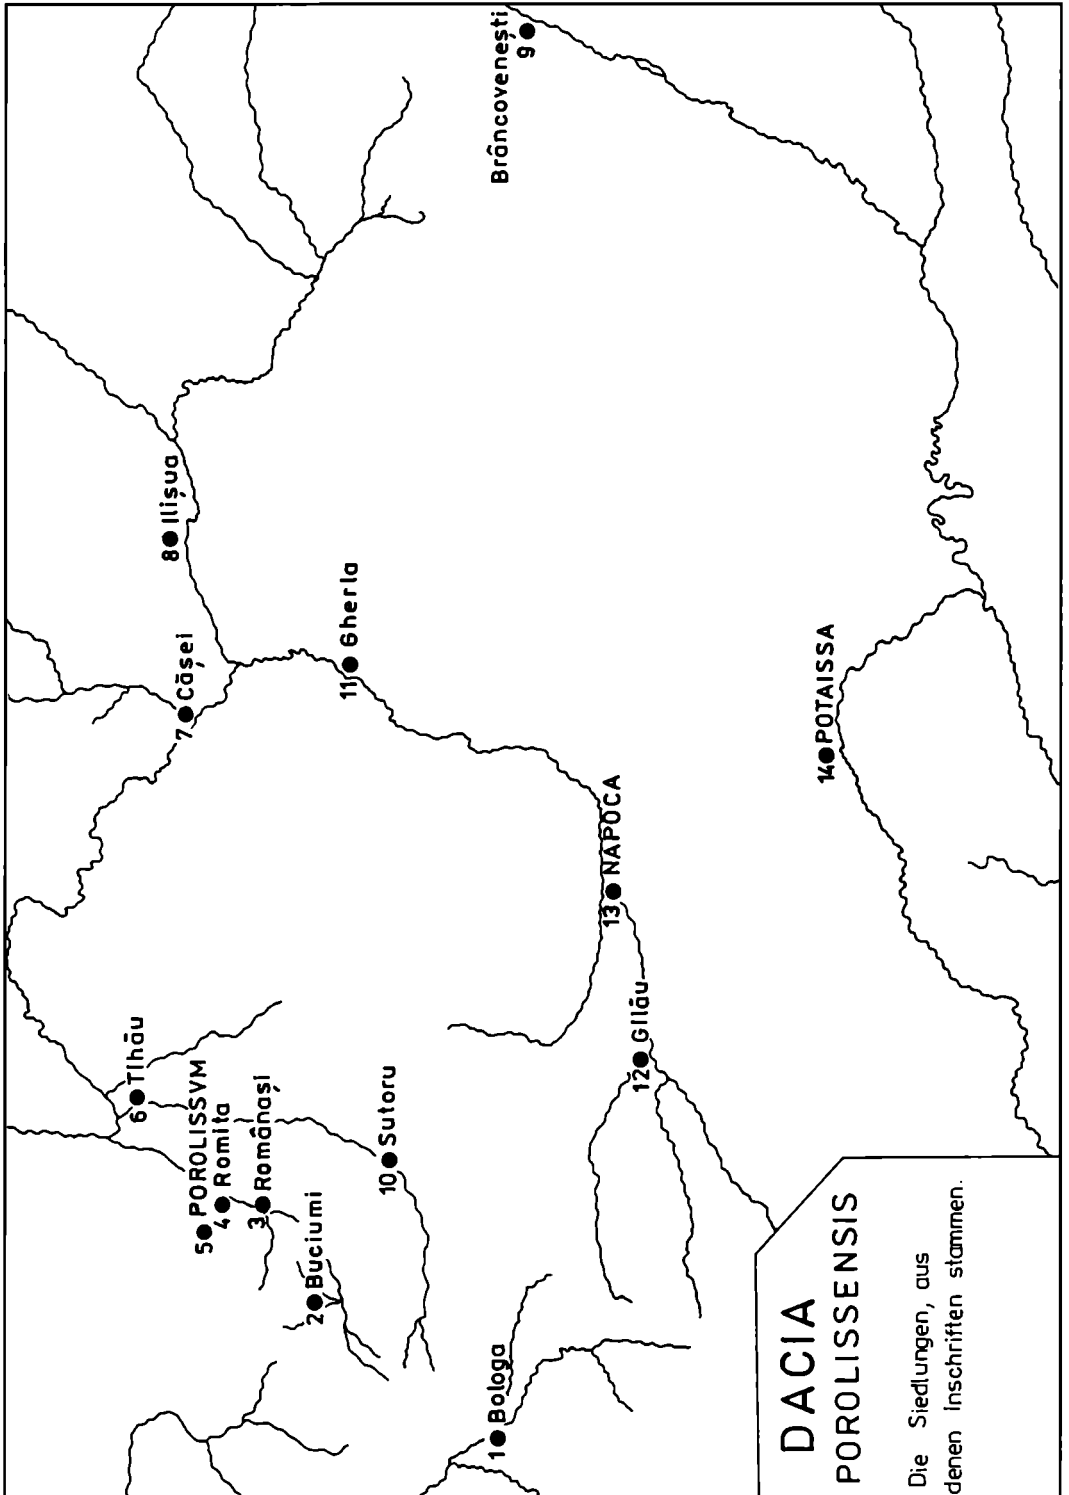 DACIA
POROLISSENSIS
Die Siedlungen, aus
denen Inschriften stammen.
1 Bologa
2 Buciumi
3 Românași
4 Romita
5 POROLISSVM
6 Tihău
7 Cășei
8 Ilișua
9 Brâncovenești
10 Sutoru
11 Gherla
12 Gilău
13 NAPOCA
14 POTAISSA